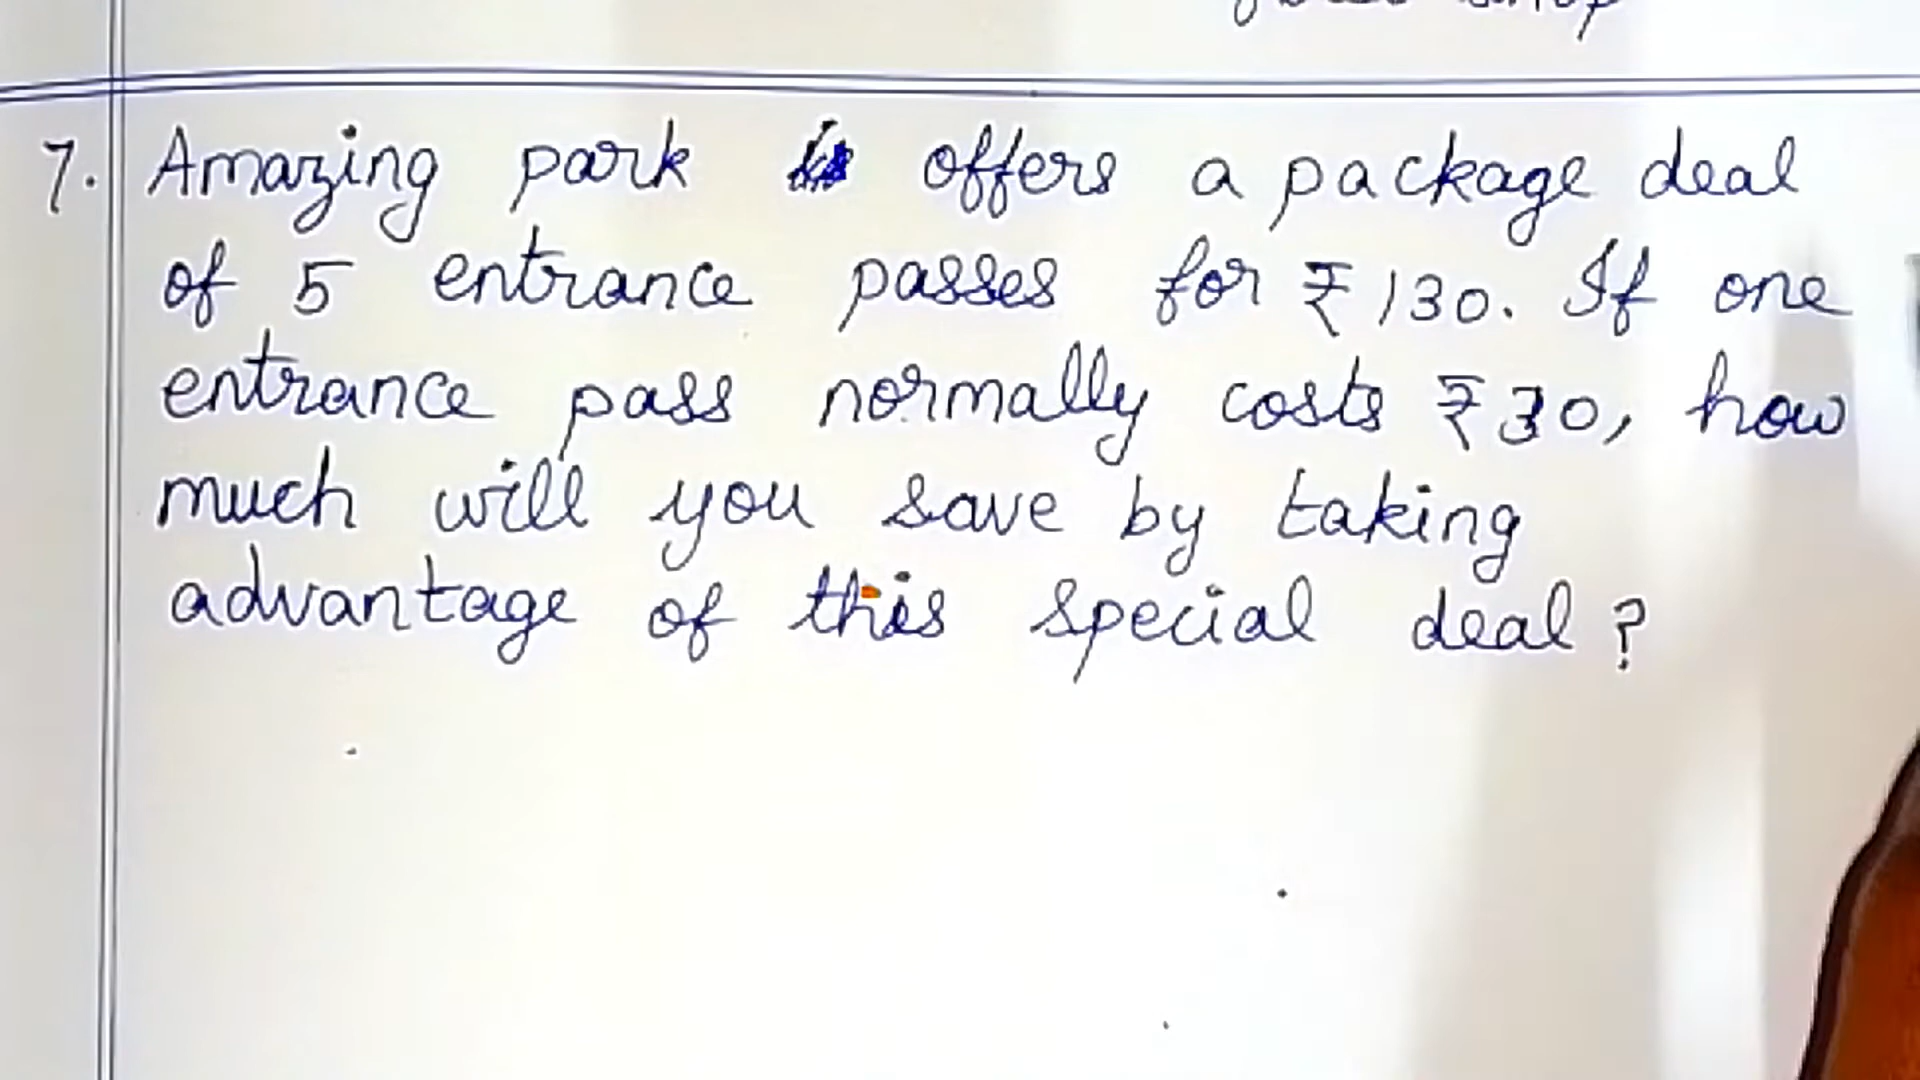 7. Amazing park offers a package deal
of 5 entrance passes for ₹130. If one
entrance pass normally costs ₹30, how
much will you save by taking
advantage of this special deal?